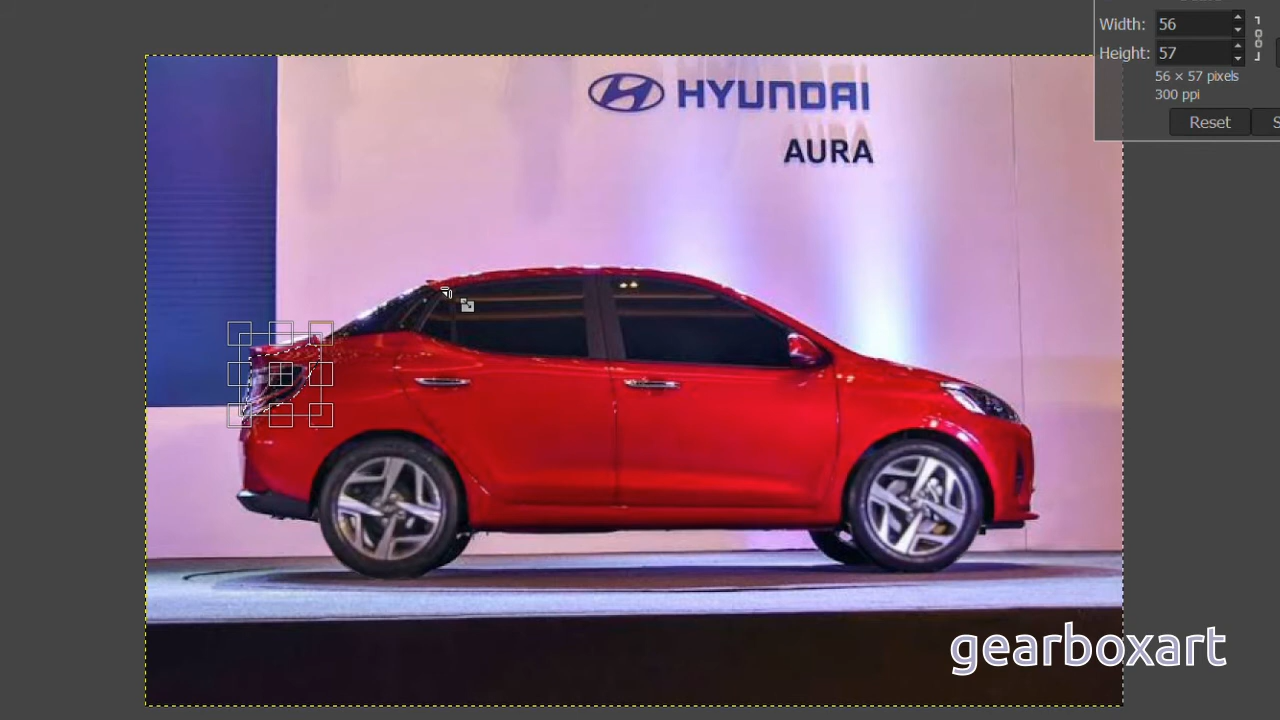 Width: 56
Height: 57
56 × 57 pixels
300 ppi
Reset
HYUNDAI
AURA
gearboxart